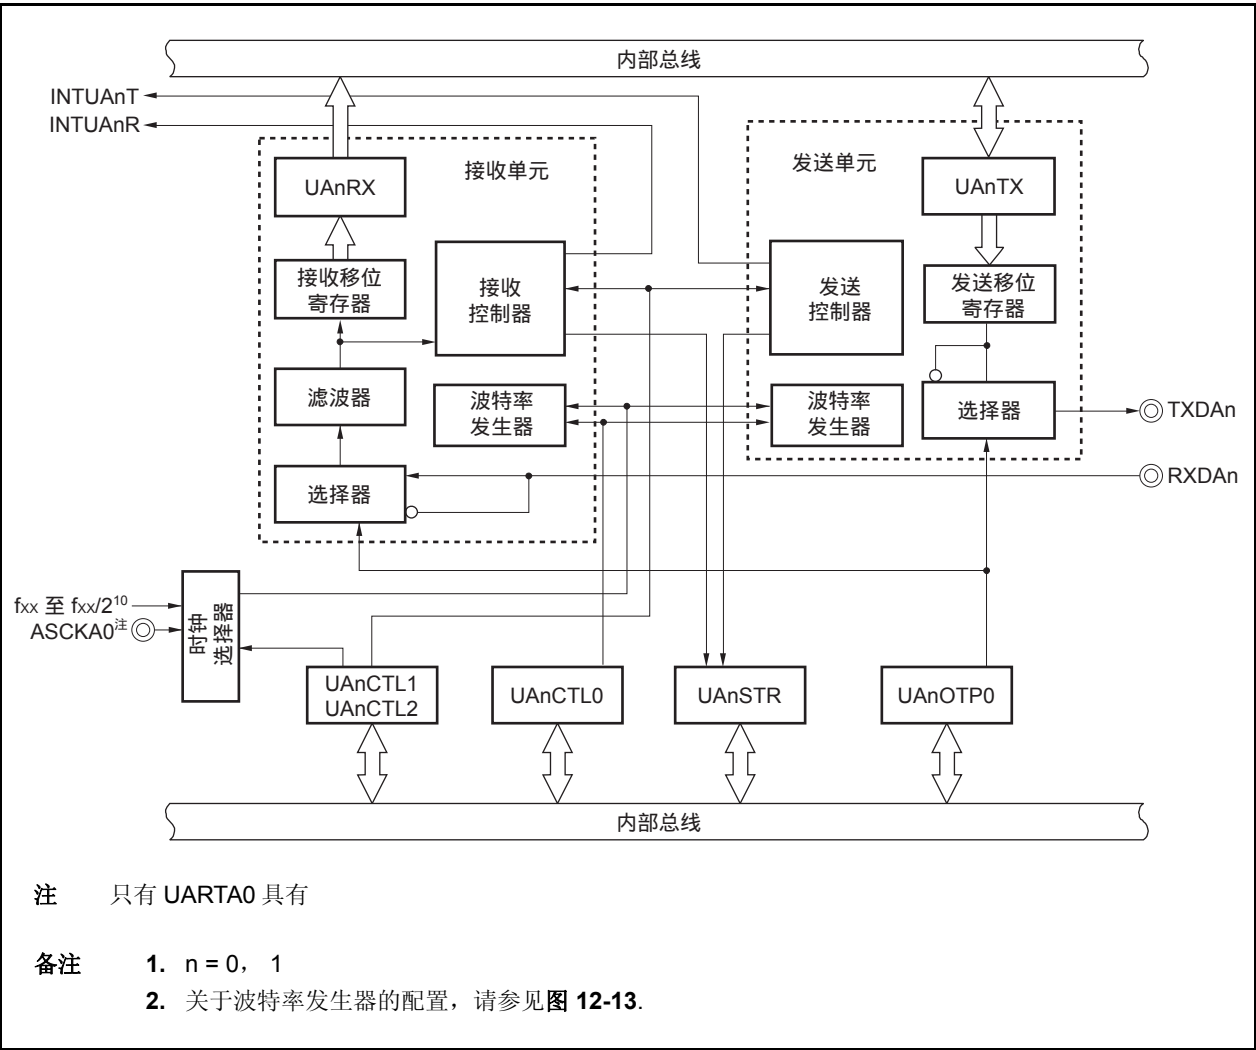 内部总线
INTUAnT
INTUAnR
接收单元
发送单元
UAnRX
UAnTX
接收移位
寄存器
接收
控制器
发送
控制器
发送移位
寄存器
滤波器
波特率
发生器
波特率
发生器
选择器
TXDAn
选择器
RXDAn
fxx 至 fxx/2¹⁰
ASCKA0注
时钟
选择器
UAnCTL1
UAnCTL2
UAnCTL0
UAnSTR
UAnOTP0
内部总线
注 只有 UARTA0 具有
备注 1. n = 0， 1
2. 关于波特率发生器的配置，请参见图 12-13.